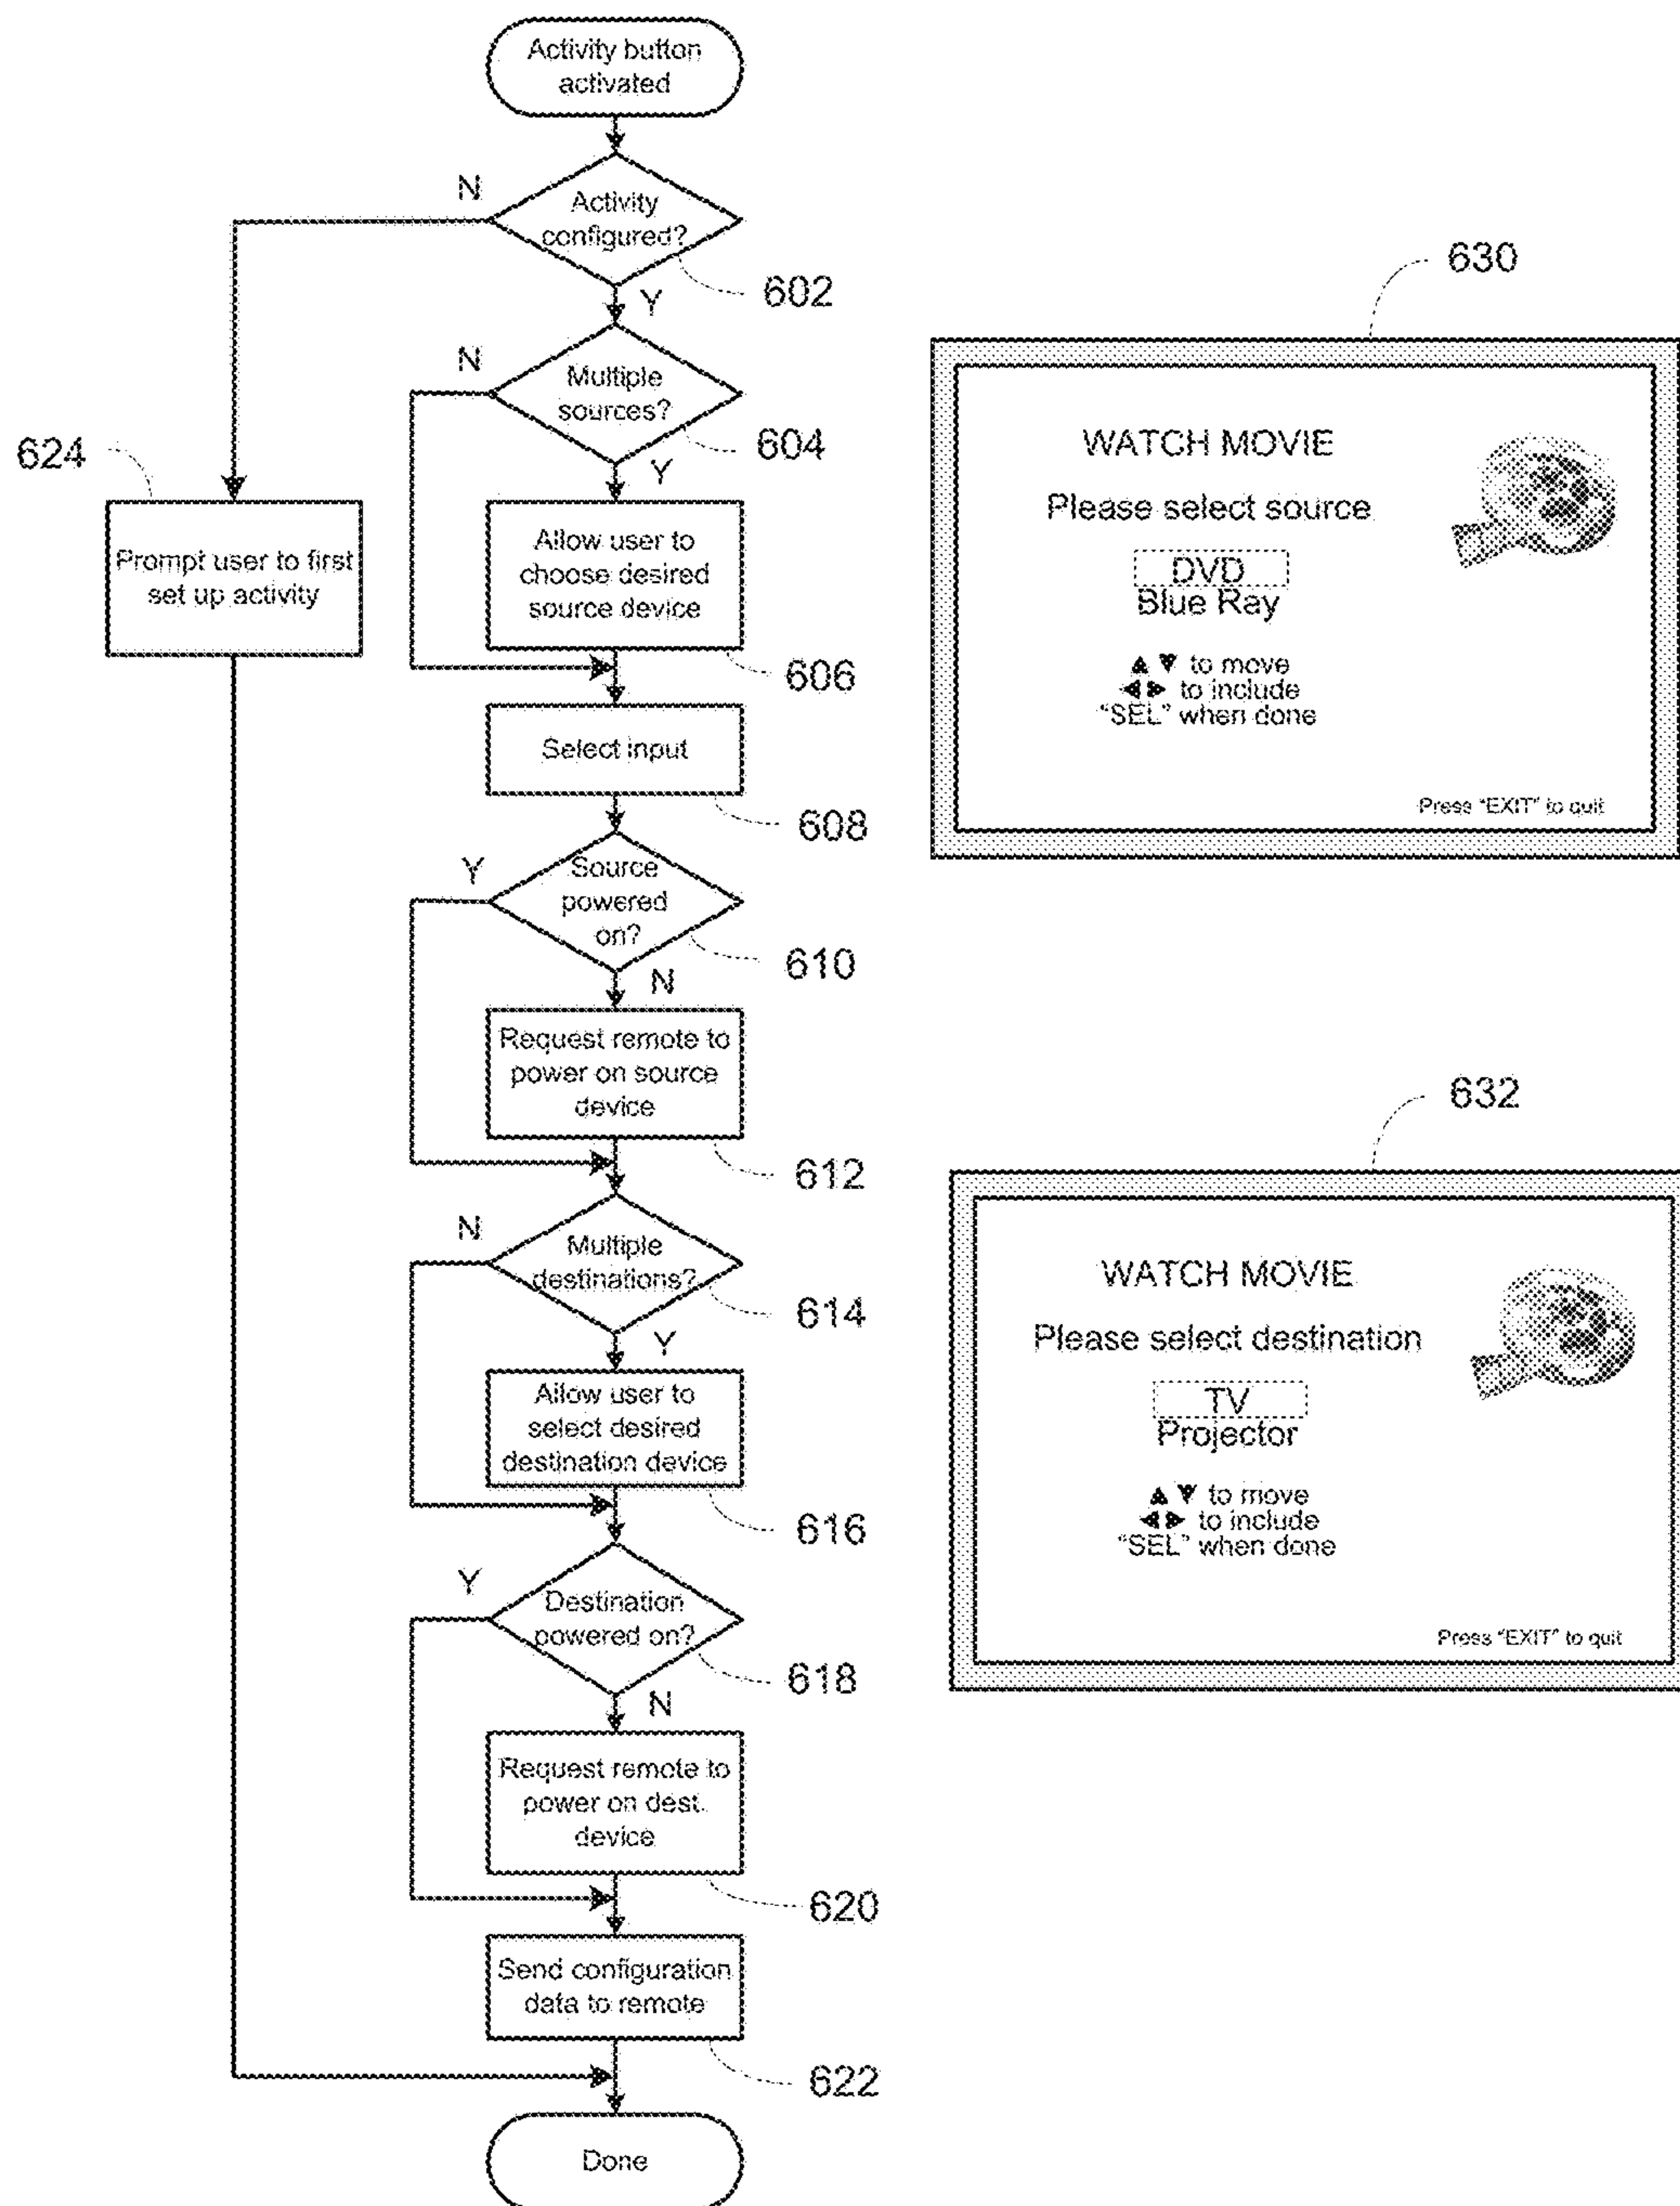 Activity button
activated
N
Activity
configured?
602
Y
N
Multiple
sources?
604
Y
624
Prompt user to first
set up activity
Allow user to
choose desired
source device
606
Select input
608
Y
Source
powered
on?
610
N
Request remote to
power on source
device
612
N
Multiple
destinations?
614
Y
Allow user to
select desired
destination device
616
Y
Destination
powered on?
618
N
Request remote to
power on dest.
device
620
Send configuration
data to remote
622
Done
630
WATCH MOVIE
Please select source
DVD
Blue Ray
▲ ▼ to move
◀ ▶ to include
“SEL” when done
Press “EXIT” to quit
632
WATCH MOVIE
Please select destination
TV
Projector
▲ ▼ to move
◀ ▶ to include
“SEL” when done
Press “EXIT” to quit